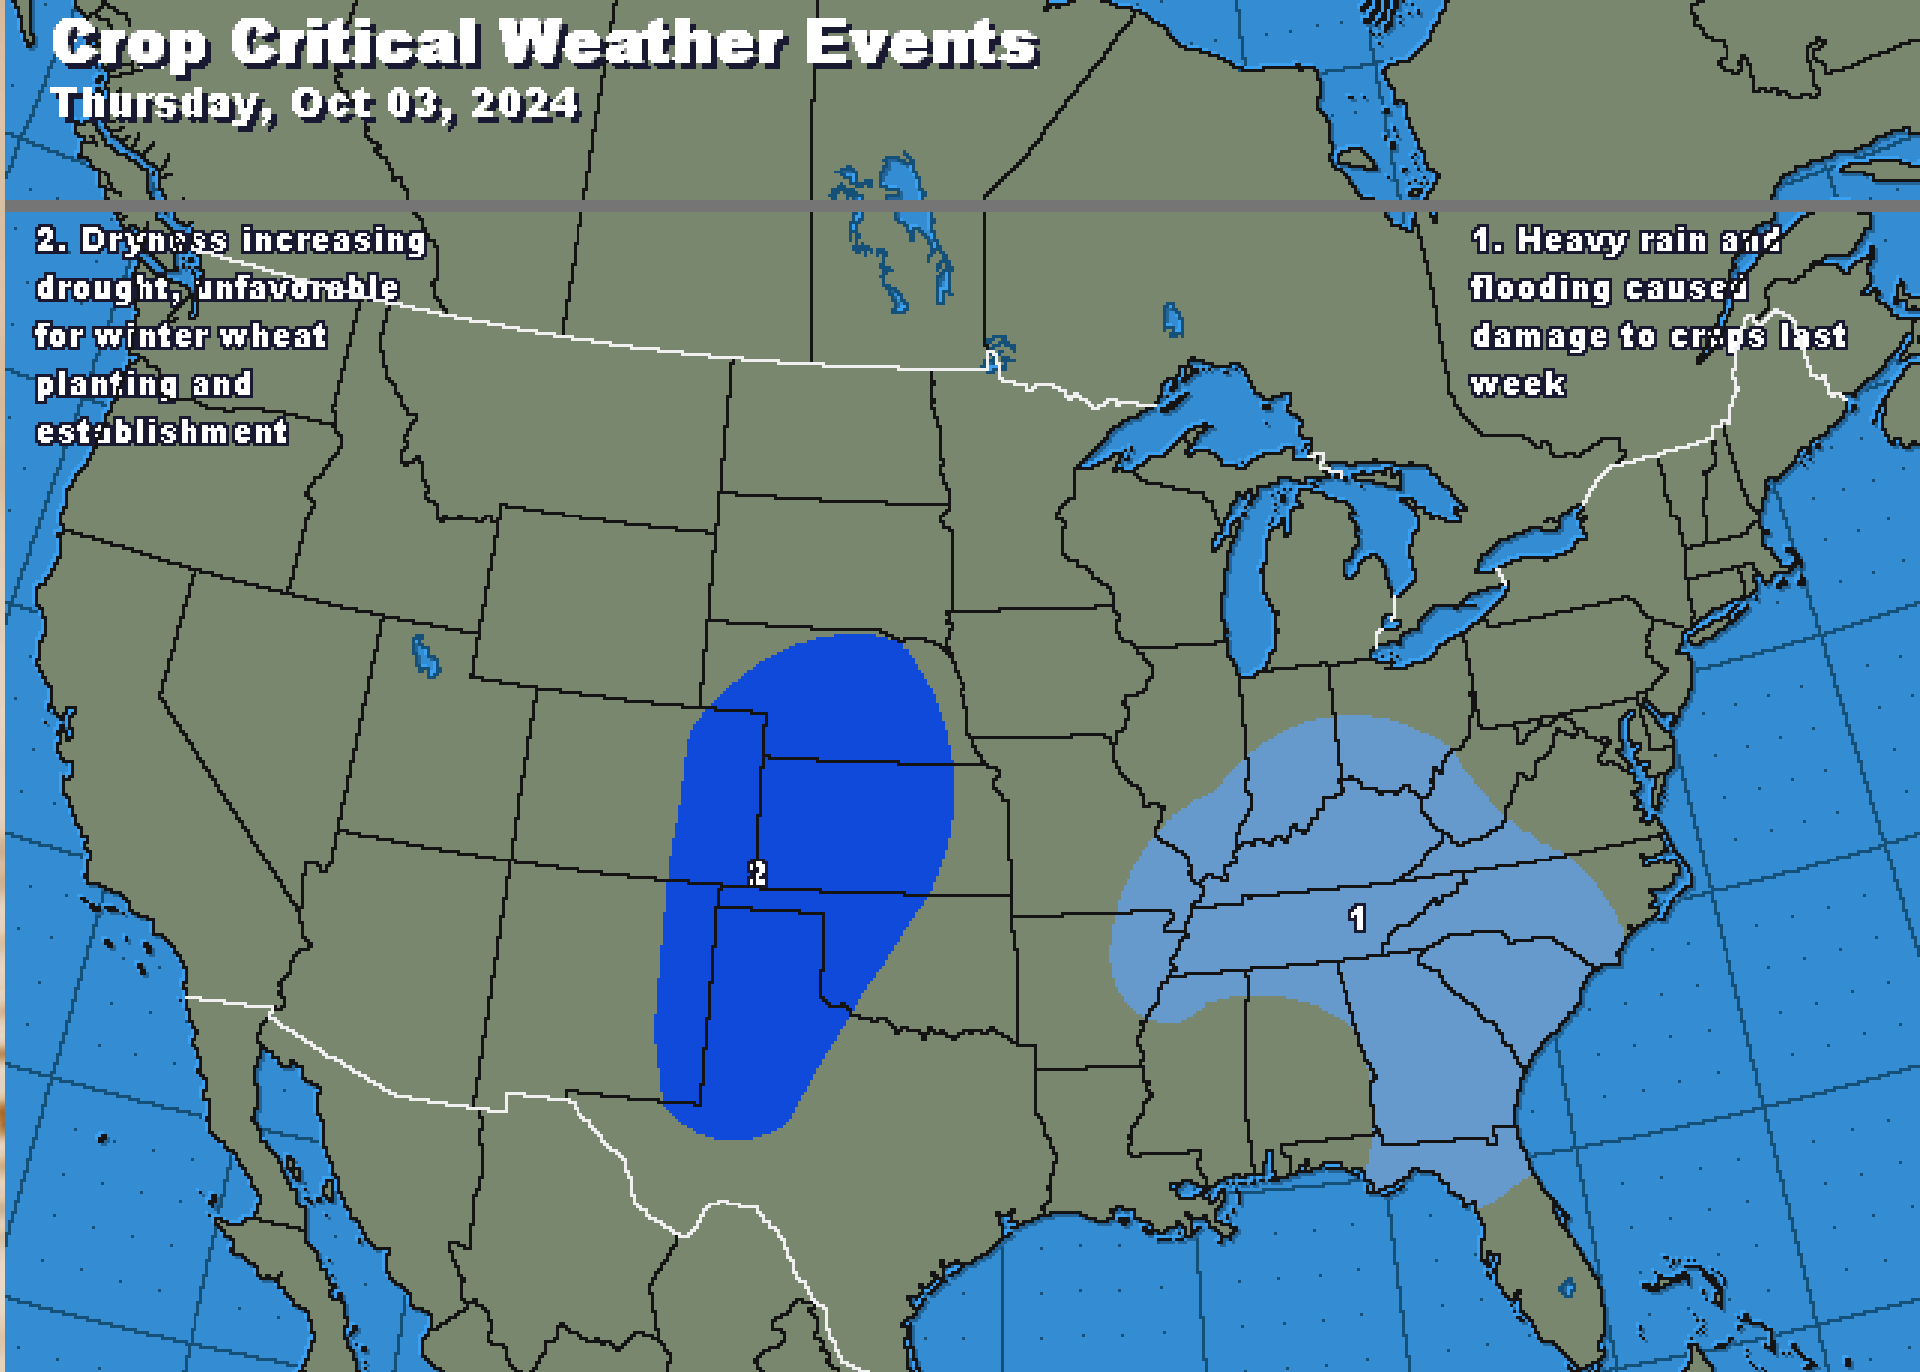 Crop Critical Weather Events
Thursday, Oct 03, 2024
2. Dryness increasing
drought, unfavorable
for winter wheat
planting and
establishment
1. Heavy rain and
flooding caused
damage to crops last
week
2
1